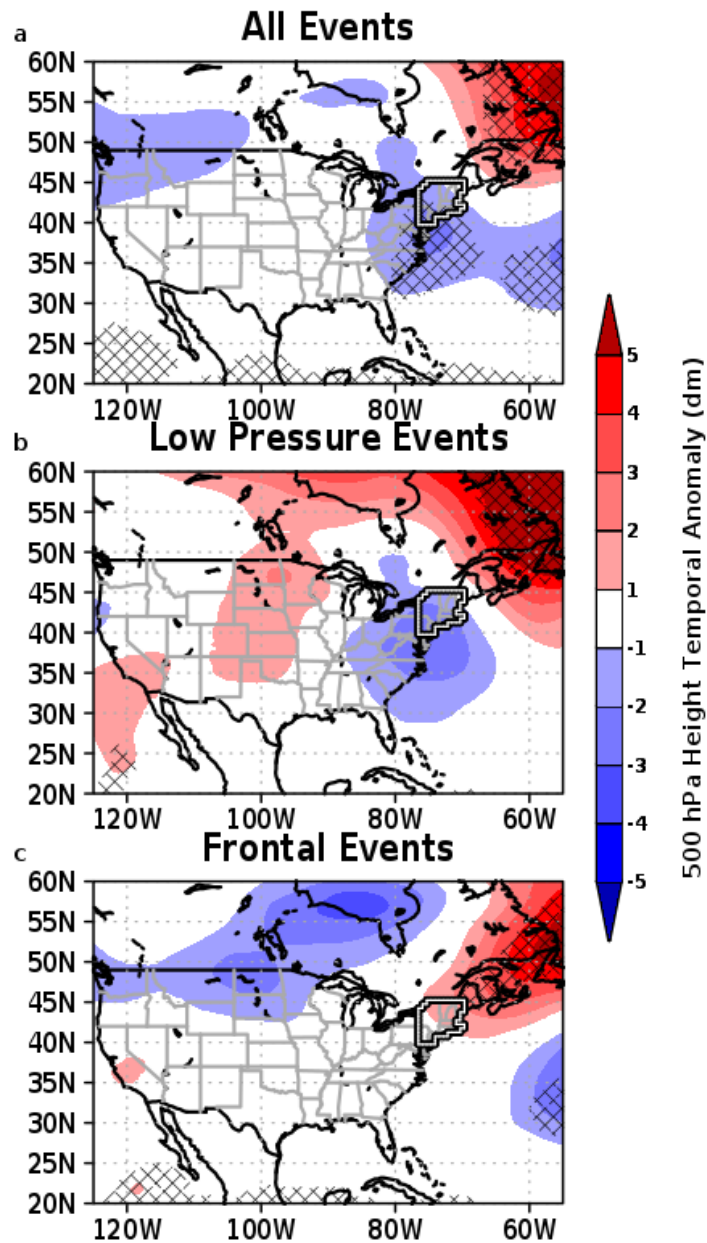 a
All Events
60N
55N
50N
45N
40N
35N
30N
25N
20N
120W 100W 80W 60W
b
Low Pressure Events
60N
55N
50N
45N
40N
35N
30N
25N
20N
120W 100W 80W 60W
c
Frontal Events
60N
55N
50N
45N
40N
35N
30N
25N
20N
120W 100W 80W 60W
5
4
3
2
1
-1
-2
-3
-4
-5
500 hPa Height Temporal Anomaly (dm)